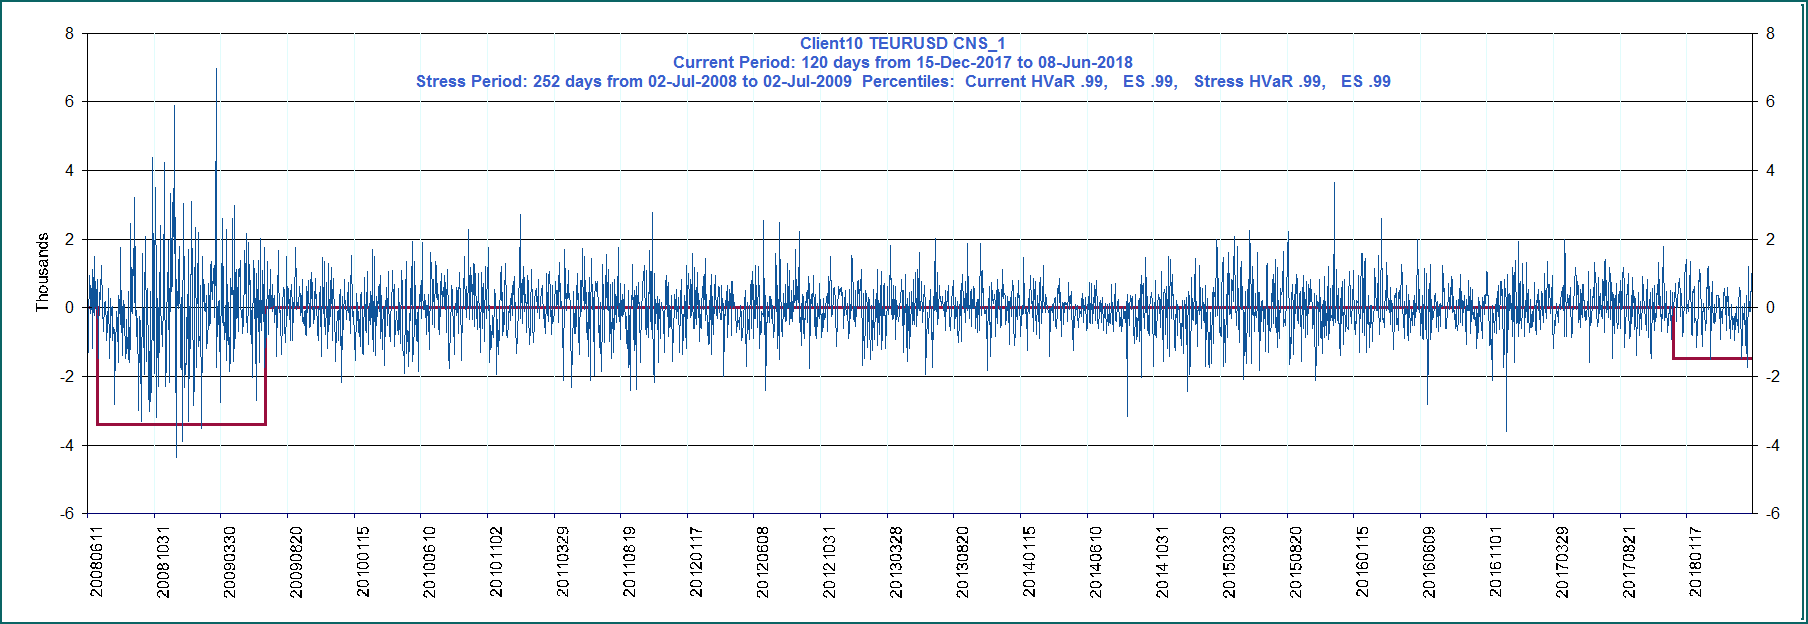 Client10 TEURUSD CNS_1
Current Period: 120 days from 15-Dec-2017 to 08-Jun-2018
Stress Period: 252 days from 02-Jul-2008 to 02-Jul-2009  Percentiles:  Current HVaR .99,   ES .99,   Stress HVaR .99,   ES .99
8 8
6 6
4 4
2 2
0 0
-2 -2
-4 -4
-6 -6
Thousands
20080611 20081031 20090330 20090820 20100115 20100610 20101102 20110329 20110819 20120117 20120608 20121031 20130328 20130820 20140115 20140610 20141031 20150330 20150820 20160115 20160609 20161101 20170329 20170821 20180117